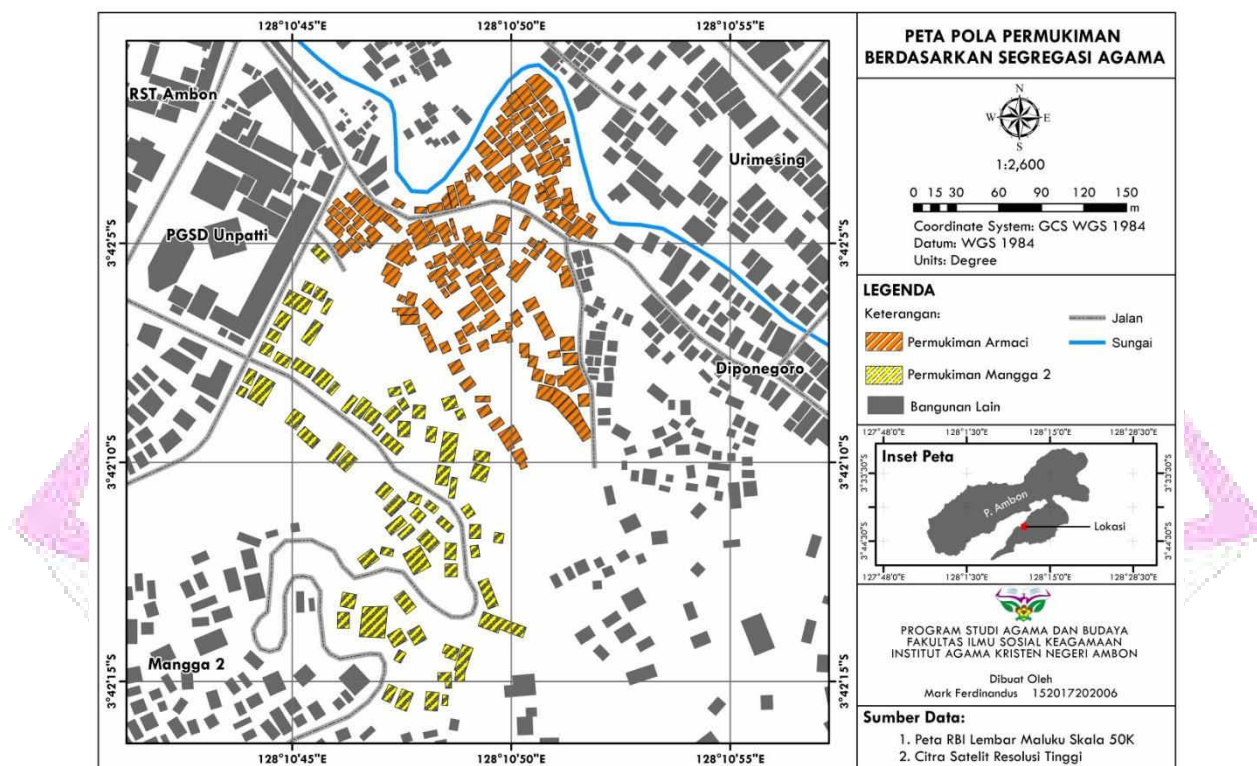 128°10'45"E 128°10'50"E 128°10'55"E
RST Ambon
Urimesing
PGSD Unpatti
3°42'5"S 3°42'5"S
Diponegoro
3°42'10"S 3°42'10"S
Mangga 2
3°42'15"S 3°42'15"S
128°10'45"E 128°10'50"E 128°10'55"E
PETA POLA PERMUKIMAN
BERDASARKAN SEGREGASI AGAMA
N
W E
S
1:2,600
0 15 30 60 90 120 150
m
Coordinate System: GCS WGS 1984
Datum: WGS 1984
Units: Degree
LEGENDA
Keterangan:
Permukiman Armaci
Permukiman Mangga 2
Bangunan Lain
Jalan
Sungai
127°48'0"E 128°1'30"E 128°15'0"E 128°28'30"E
Inset Peta
3°33'30"S 3°33'30"S
P. Ambon
Lokasi
3°44'30"S 3°44'30"S
127°48'0"E 128°1'30"E 128°15'0"E 128°28'30"E
PROGRAM STUDI AGAMA DAN BUDAYA
FAKULTAS ILMU SOSIAL KEAGAMAAN
INSTITUT AGAMA KRISTEN NEGERI AMBON
Dibuat Oleh
Mark Ferdinandus 152017202006
Sumber Data:
1. Peta RBI Lembar Maluku Skala 50K
2. Citra Satelit Resolusi Tinggi